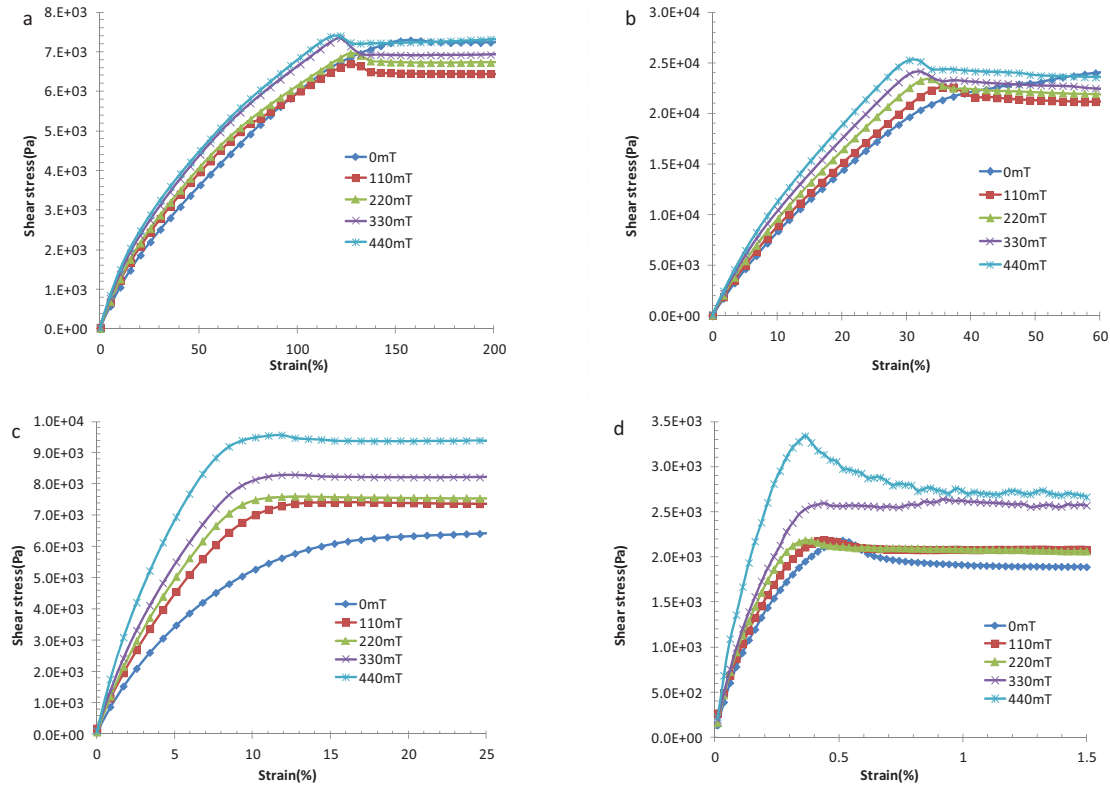 a
8.E+03
7.E+03
6.E+03
5.E+03
4.E+03
3.E+03
2.E+03
1.E+03
0.E+00
Shear stress(Pa)
0 50 100 150 200
Strain(%)
0mT
110mT
220mT
330mT
440mT
b
3.0E+04
2.5E+04
2.0E+04
1.5E+04
1.0E+04
5.0E+03
0.0E+00
Shear stress(Pa)
0 10 20 30 40 50 60
Strain(%)
0mT
110mT
220mT
330mT
440mT
c
1.0E+04
9.0E+03
8.0E+03
7.0E+03
6.0E+03
5.0E+03
4.0E+03
3.0E+03
2.0E+03
1.0E+03
0.0E+00
Shear stress(Pa)
0 5 10 15 20 25
Strain(%)
0mT
110mT
220mT
330mT
440mT
d
3.5E+03
3.0E+03
2.5E+03
2.0E+03
1.5E+03
1.0E+03
5.0E+02
0.0E+00
Shear stress(Pa)
0 0.5 1 1.5
Strain(%)
0mT
110mT
220mT
330mT
440mT